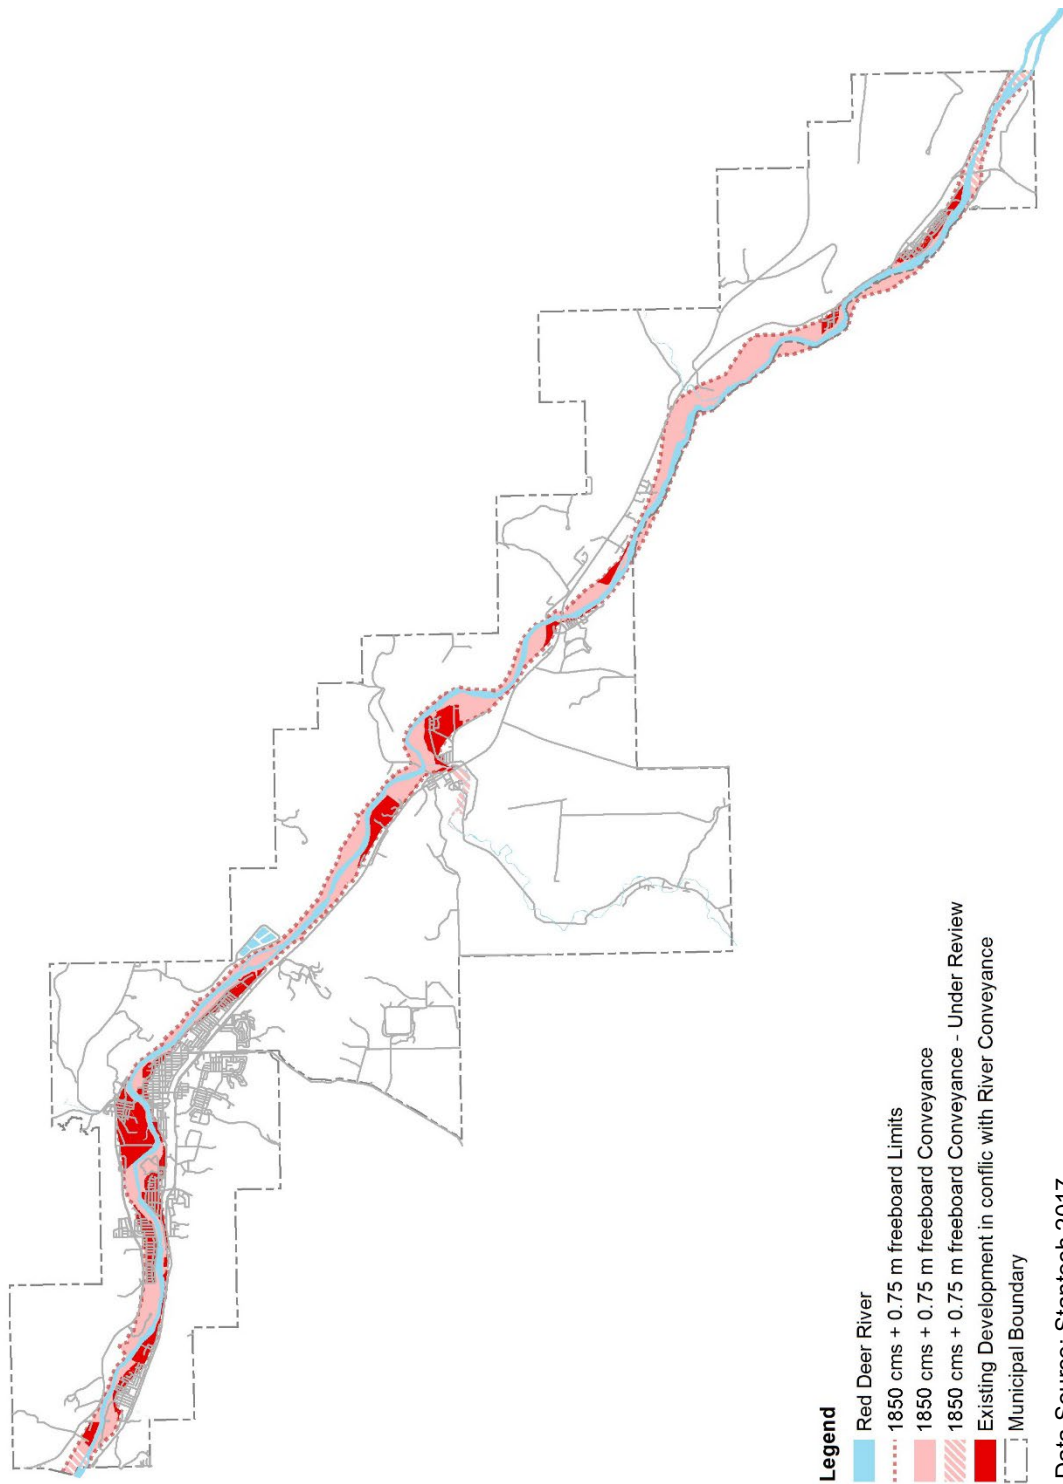 Legend
Red Deer River
1850 cms + 0.75 m freeboard Limits
1850 cms + 0.75 m freeboard Conveyance
1850 cms + 0.75 m freeboard Conveyance - Under Review
Existing Development in conflic with River Conveyance
Municipal Boundary
Data Source: Stantech 2017